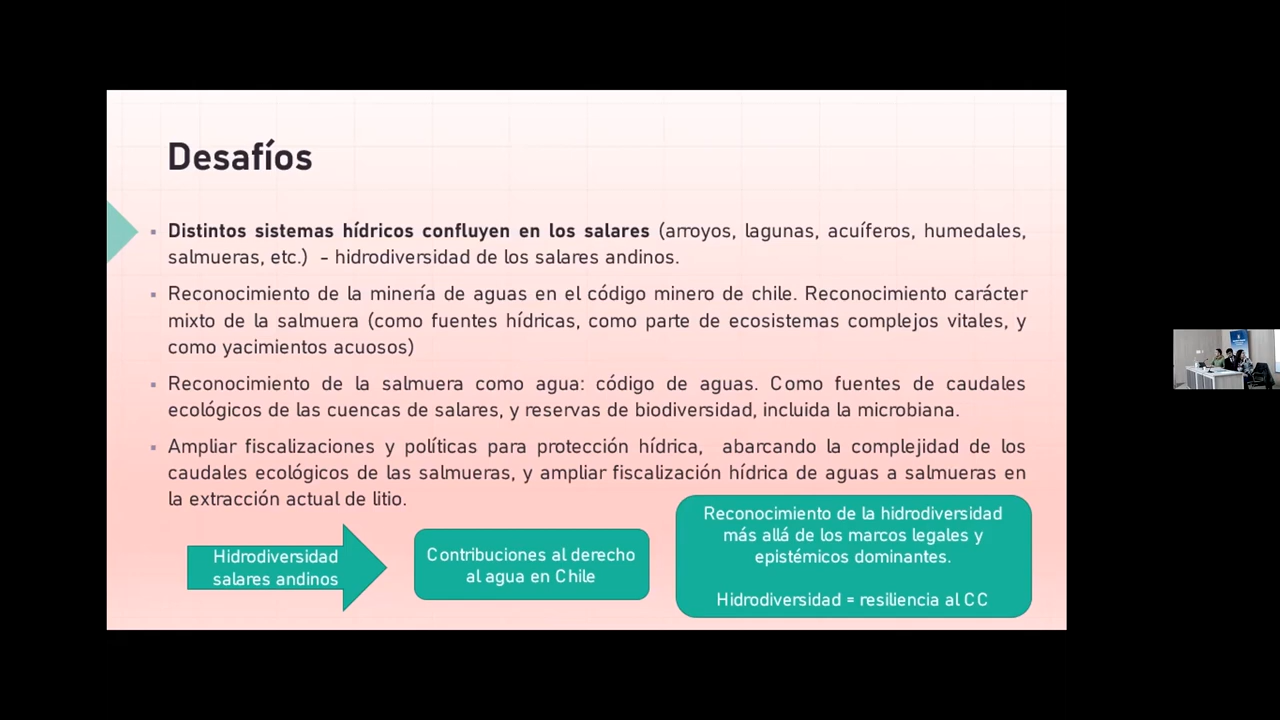 Desafíos
Distintos sistemas hídricos confluyen en los salares (arroyos, lagunas, acuíferos, humedales,
salmueras, etc.) - hidrodiversidad de los salares andinos.
Reconocimiento de la minería de aguas en el código minero de chile. Reconocimiento carácter
mixto de la salmuera (como fuentes hídricas, como parte de ecosistemas complejos vitales, y
como yacimientos acuosos)
Reconocimiento de la salmuera como agua: código de aguas. Como fuentes de caudales
ecológicos de las cuencas de salares, y reservas de biodiversidad, incluida la microbiana.
Ampliar fiscalizaciones y políticas para protección hídrica, abarcando la complejidad de los
caudales ecológicos de las salmueras, y ampliar fiscalización hídrica de aguas a salmueras en
la extracción actual de litio.
Hidrodiversidad
salares andinos
Contribuciones al derecho
al agua en Chile
Reconocimiento de la hidrodiversidad
más allá de los marcos legales y
epistémicos dominantes.
Hidrodiversidad = resiliencia al CC